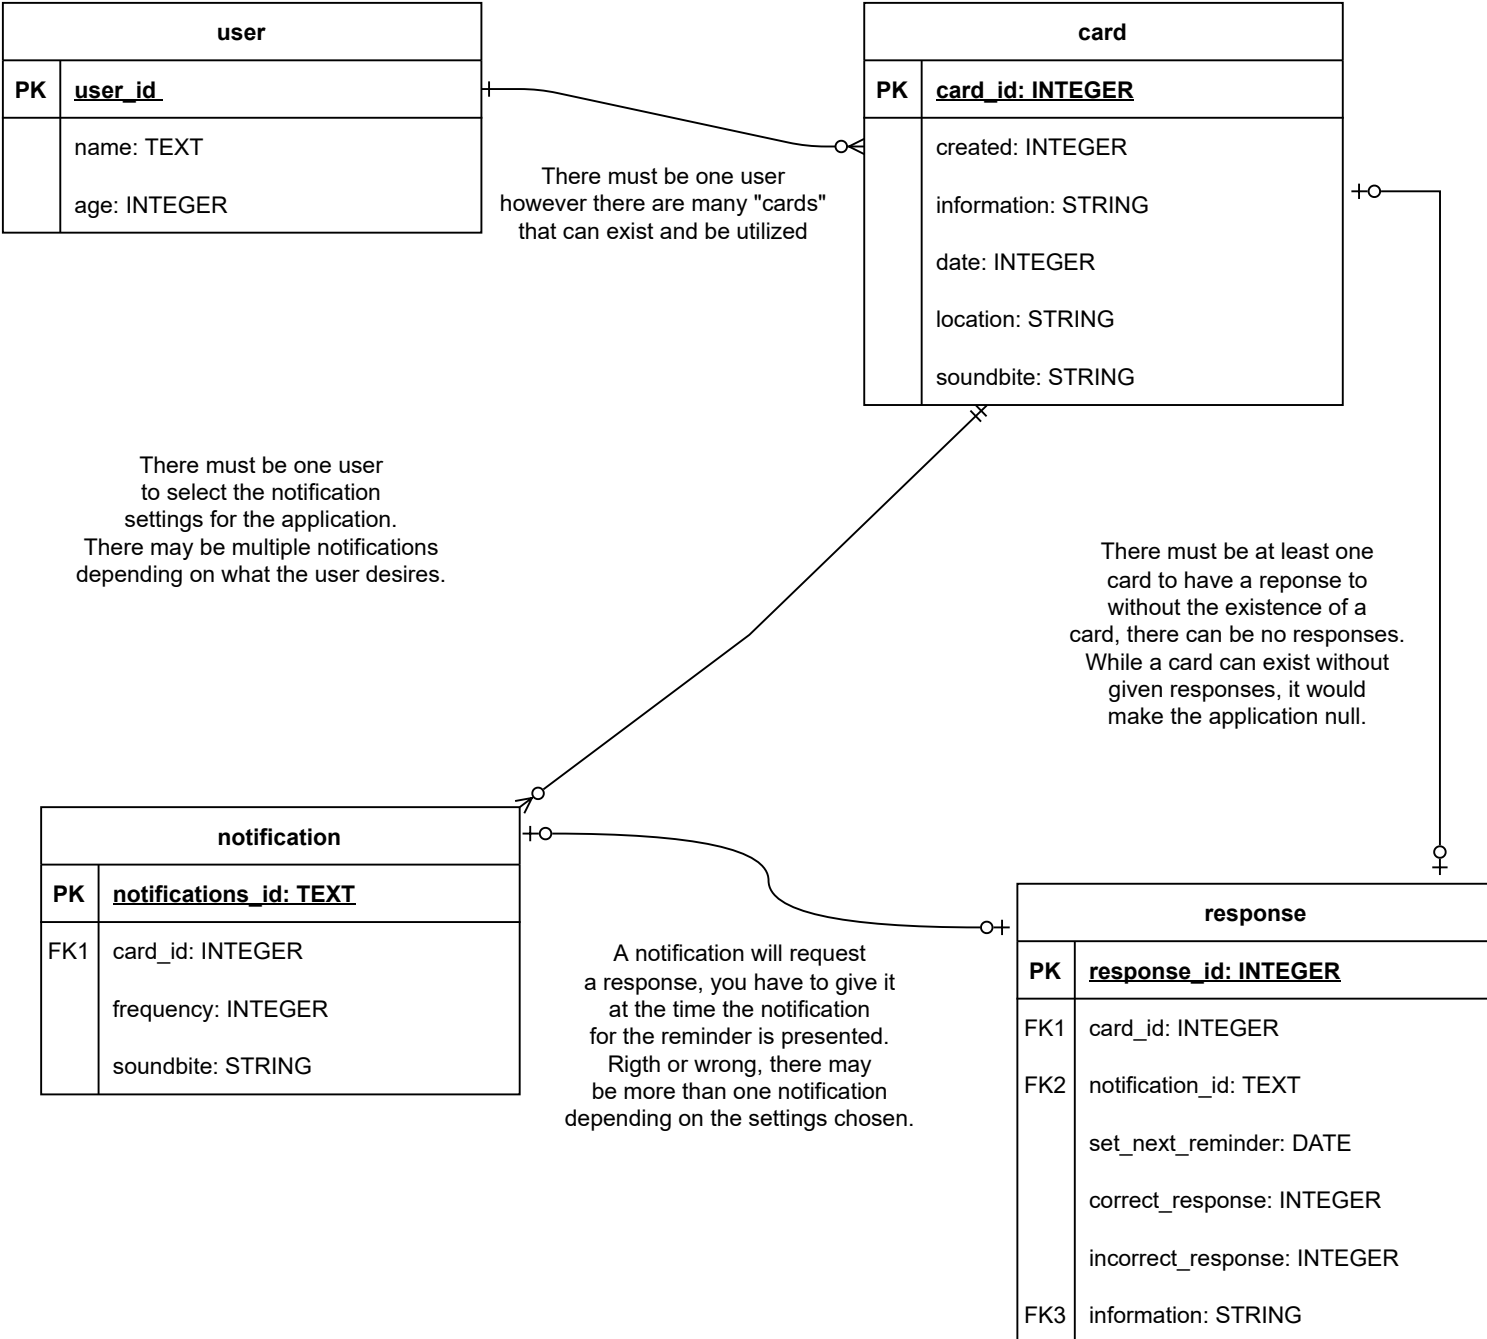 user
PK user_id
name: TEXT
age: INTEGER
card
PK card_id: INTEGER
created: INTEGER
information: STRING
date: INTEGER
location: STRING
soundbite: STRING
There must be one user
however there are many "cards"
that can exist and be utilized
There must be one user
to select the notification
settings for the application.
There may be multiple notifications
depending on what the user desires.
There must be at least one
card to have a reponse to
without the existence of a
card, there can be no responses.
While a card can exist without
given responses, it would
make the application null.
notification
PK notifications_id: TEXT
FK1 card_id: INTEGER
frequency: INTEGER
soundbite: STRING
A notification will request
a response, you have to give it
at the time the notification
for the reminder is presented.
Rigth or wrong, there may
be more than one notification
depending on the settings chosen.
response
PK response_id: INTEGER
FK1 card_id: INTEGER
FK2 notification_id: TEXT
set_next_reminder: DATE
correct_response: INTEGER
incorrect_response: INTEGER
FK3 information: STRING